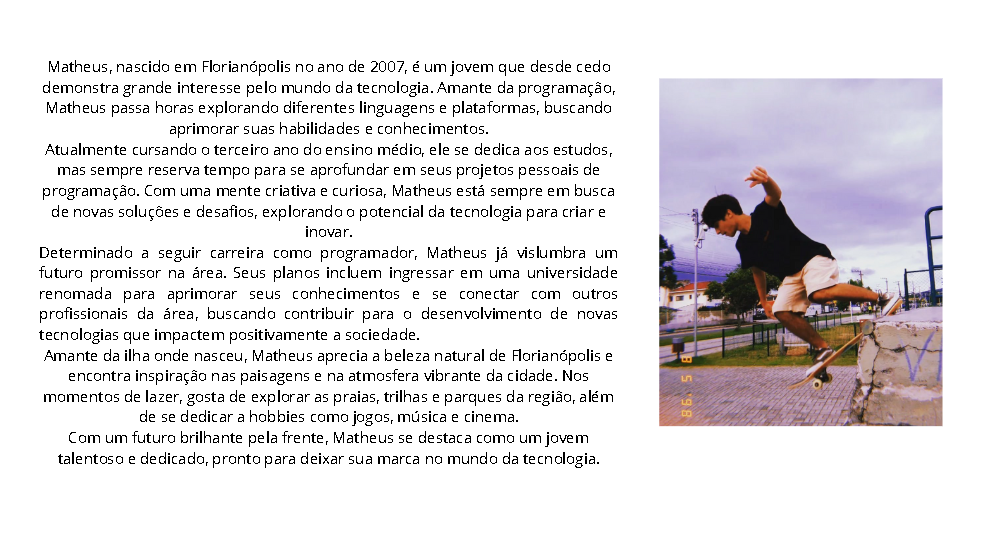 Matheus, nascido em Florianópolis no ano de 2007, é um jovem que desde cedo
demonstra grande interesse pelo mundo da tecnologia. Amante da programação,
Matheus passa horas explorando diferentes linguagens e plataformas, buscando
aprimorar suas habilidades e conhecimentos.
Atualmente cursando o terceiro ano do ensino médio, ele se dedica aos estudos,
mas sempre reserva tempo para se aprofundar em seus projetos pessoais de
programação. Com uma mente criativa e curiosa, Matheus está sempre em busca
de novas soluções e desafios, explorando o potencial da tecnologia para criar e
inovar.
Determinado a seguir carreira como programador, Matheus já vislumbra um
futuro promissor na área. Seus planos incluem ingressar em uma universidade
renomada para aprimorar seus conhecimentos e se conectar com outros
profissionais da área, buscando contribuir para o desenvolvimento de novas
tecnologias que impactem positivamente a sociedade.
Amante da ilha onde nasceu, Matheus aprecia a beleza natural de Florianópolis e
encontra inspiração nas paisagens e na atmosfera vibrante da cidade. Nos
momentos de lazer, gosta de explorar as praias, trilhas e parques da região, além
de se dedicar a hobbies como jogos, música e cinema.
Com um futuro brilhante pela frente, Matheus se destaca como um jovem
talentoso e dedicado, pronto para deixar sua marca no mundo da tecnologia.